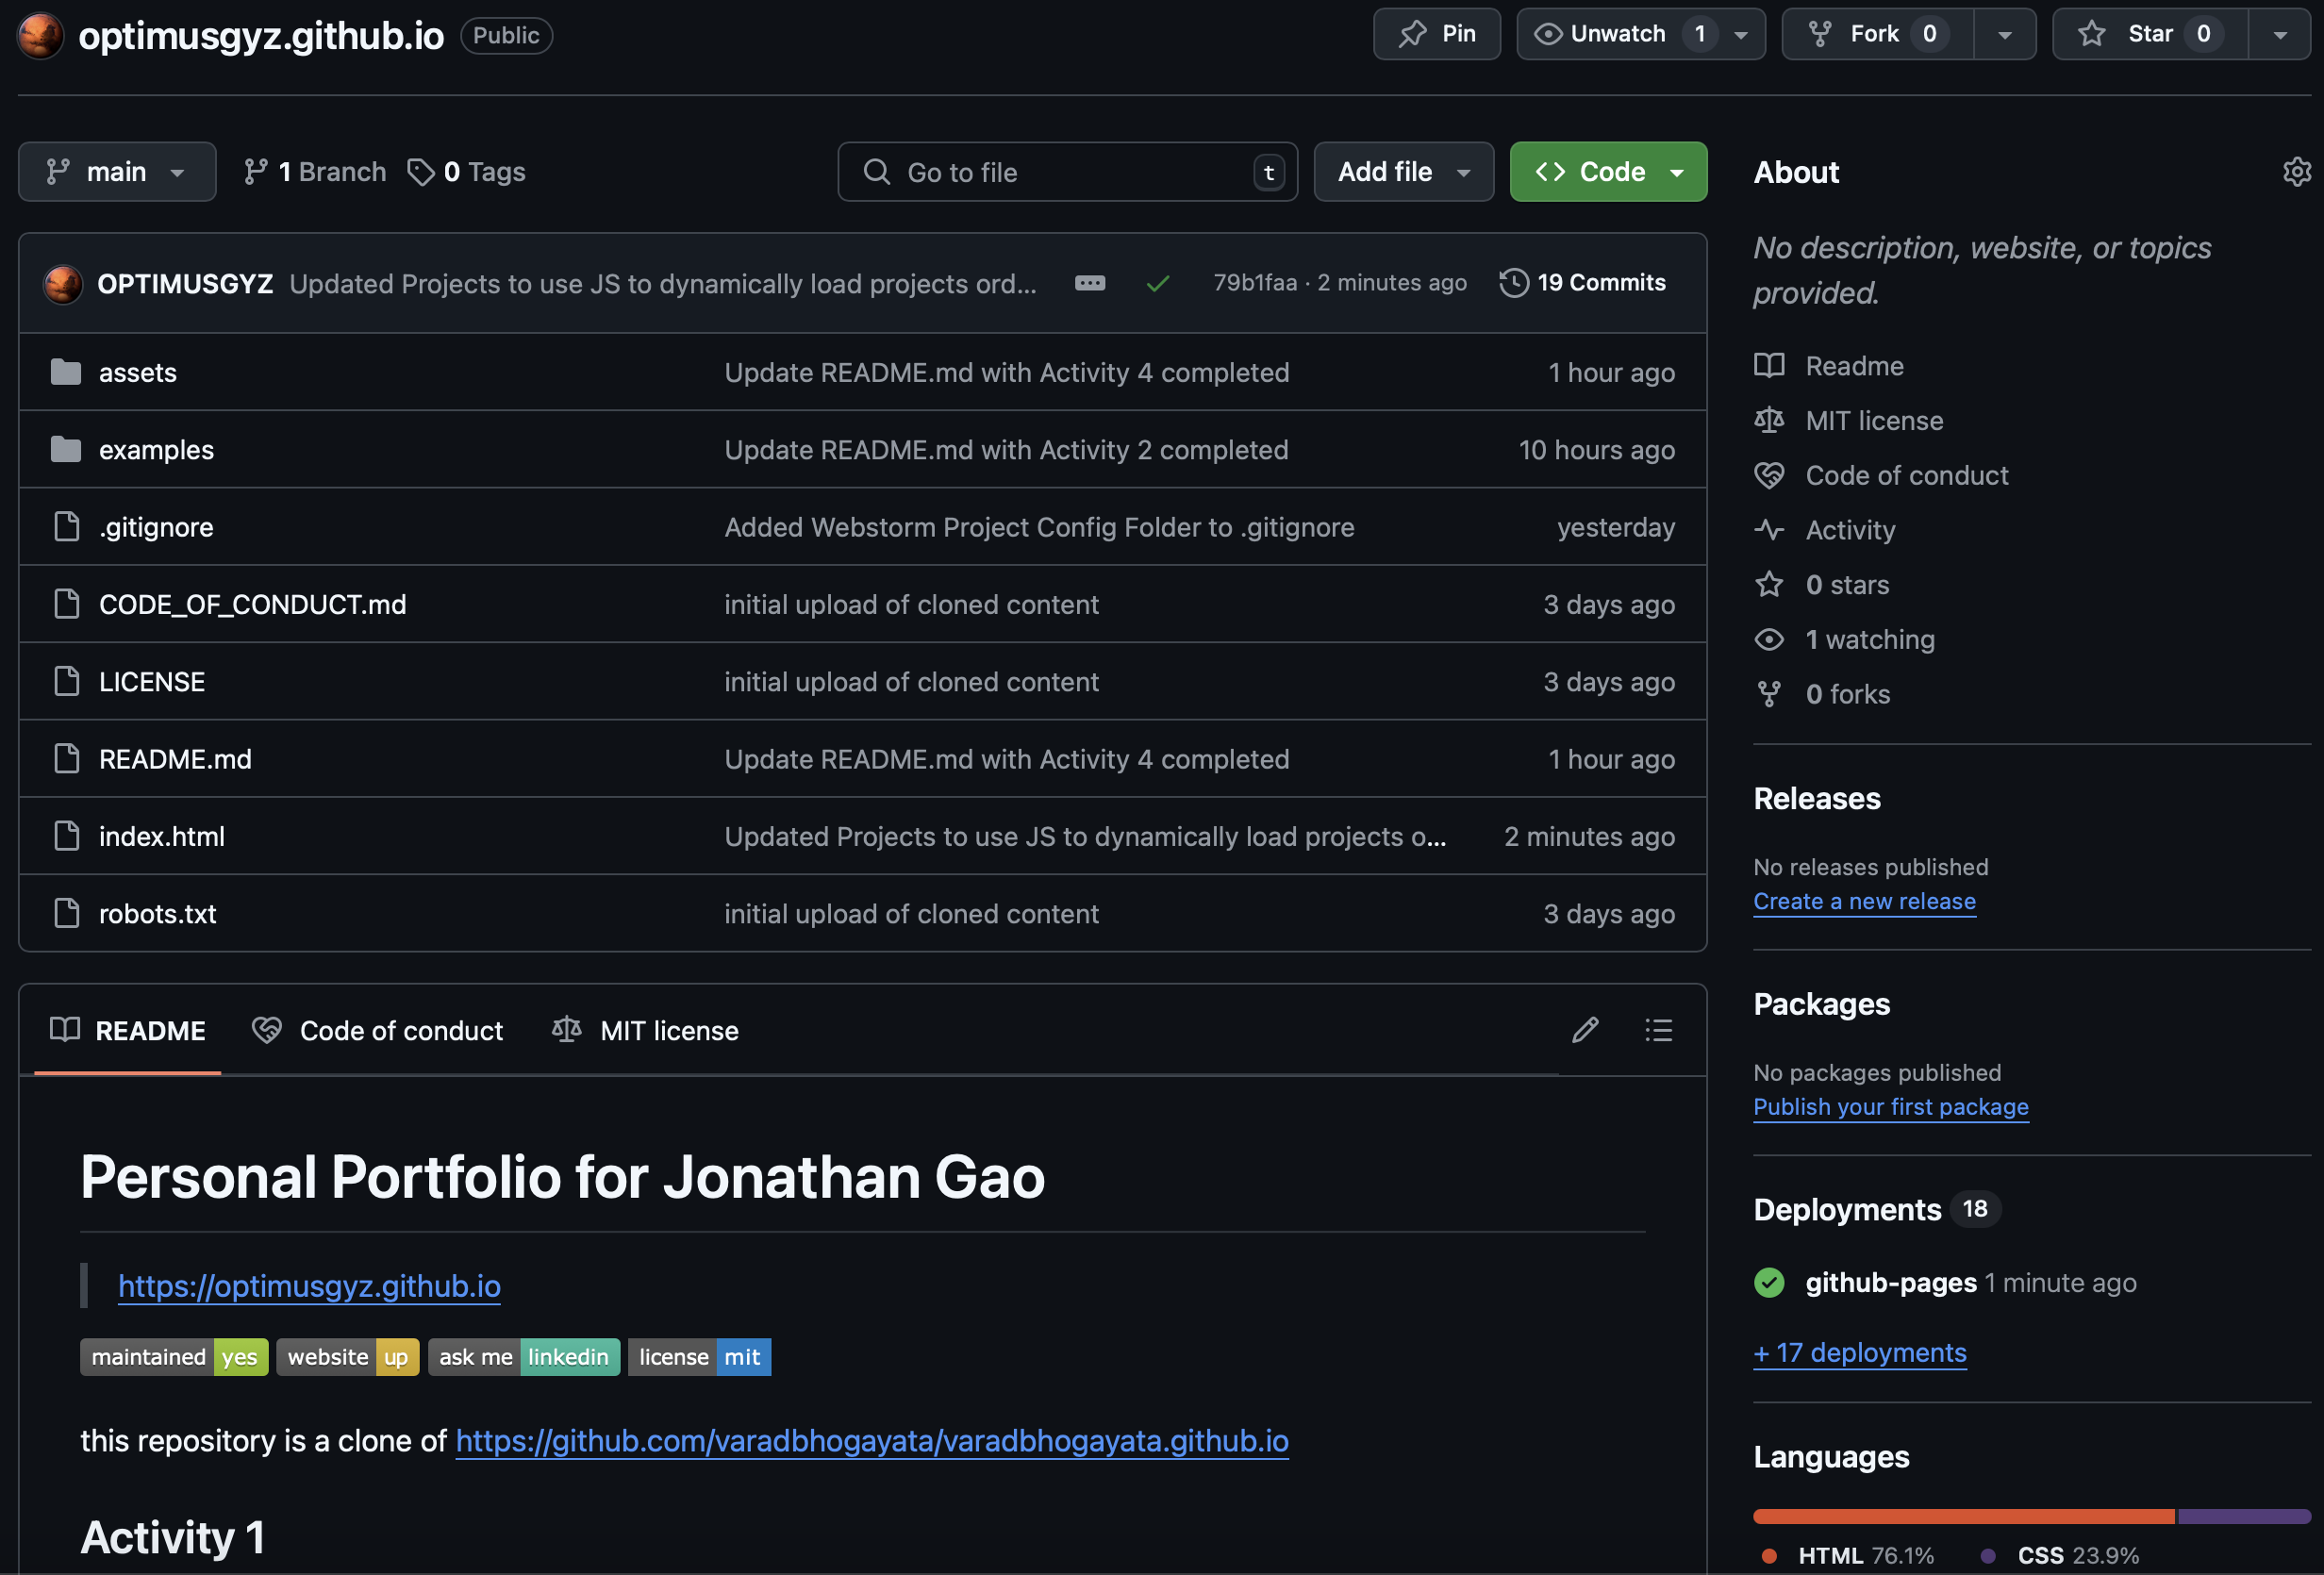 optimusgyz.github.io Public Pin Unwatch 1 Fork 0 Star 0
main 1 Branch 0 Tags Go to file t Add file Code
OPTIMUSGYZ Updated Projects to use JS to dynamically load projects ord... 79b1faa · 2 minutes ago 19 Commits
assets Update README.md with Activity 4 completed 1 hour ago
examples Update README.md with Activity 2 completed 10 hours ago
.gitignore Added Webstorm Project Config Folder to .gitignore yesterday
CODE_OF_CONDUCT.md initial upload of cloned content 3 days ago
LICENSE initial upload of cloned content 3 days ago
README.md Update README.md with Activity 4 completed 1 hour ago
index.html Updated Projects to use JS to dynamically load projects o... 2 minutes ago
robots.txt initial upload of cloned content 3 days ago
README Code of conduct MIT license
Personal Portfolio for Jonathan Gao
https://optimusgyz.github.io
maintained yes website up ask me linkedin license mit
this repository is a clone of https://github.com/varadbhogayata/varadbhogayata.github.io
Activity 1
About
No description, website, or topics
provided.
Readme
MIT license
Code of conduct
Activity
0 stars
1 watching
0 forks
Releases
No releases published
Create a new release
Packages
No packages published
Publish your first package
Deployments 18
github-pages 1 minute ago
+ 17 deployments
Languages
HTML 76.1% CSS 23.9%